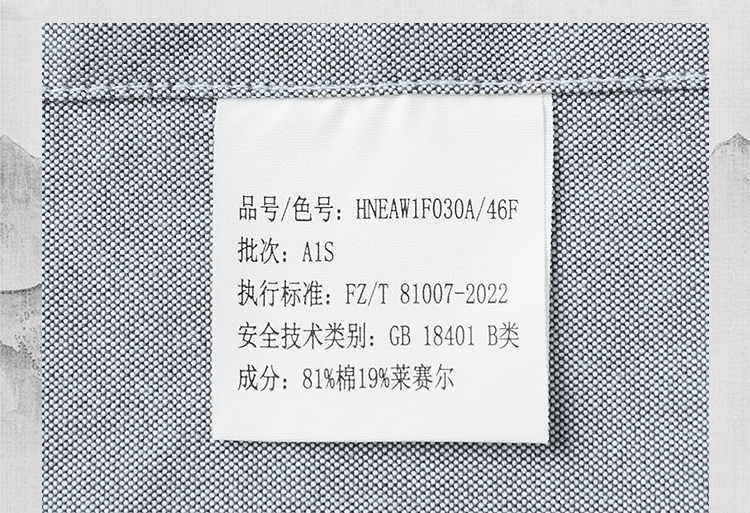 品号/色号: HNEAW1F030A/46F
批次: A1S
执行标准: FZ/T 81007-2022
安全技术类别: GB 18401 B类
成分: 81%棉19%莱赛尔